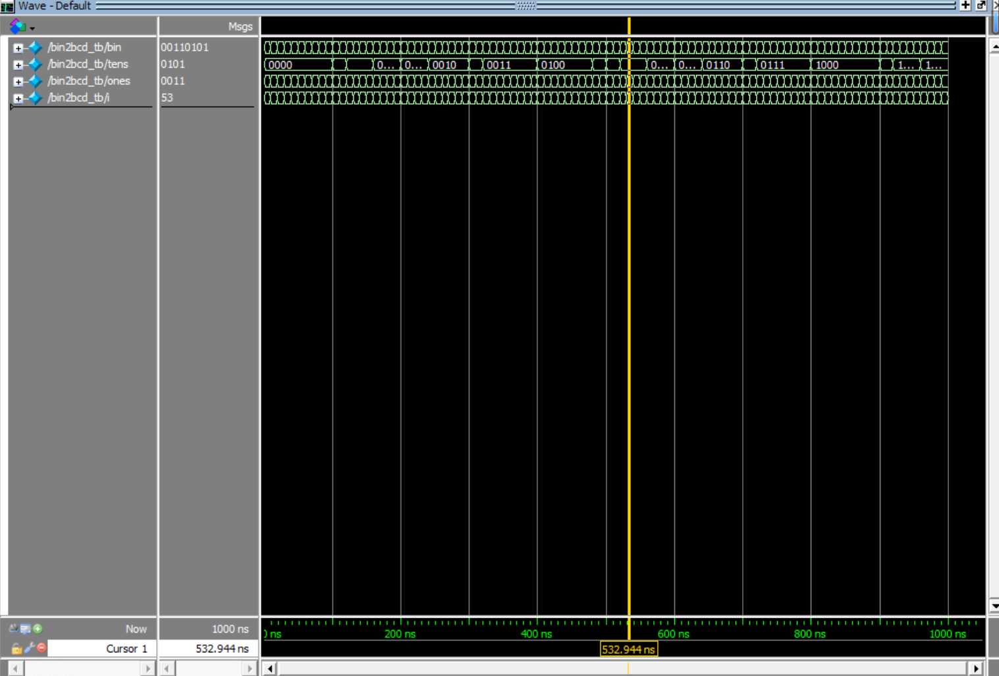 Wave - Default
Msgs
/bin2bcd_tb/bin 00110101
/bin2bcd_tb/tens 0101 0000 0... 0... 0010 0011 0100 0... 0... 0110 0111 1000 1... 1...
/bin2bcd_tb/ones 0011
/bin2bcd_tb/i 53
Now 1000 ns 0 ns 200 ns 400 ns 600 ns 800 ns 1000 ns
Cursor 1 532.944 ns 532.944 ns